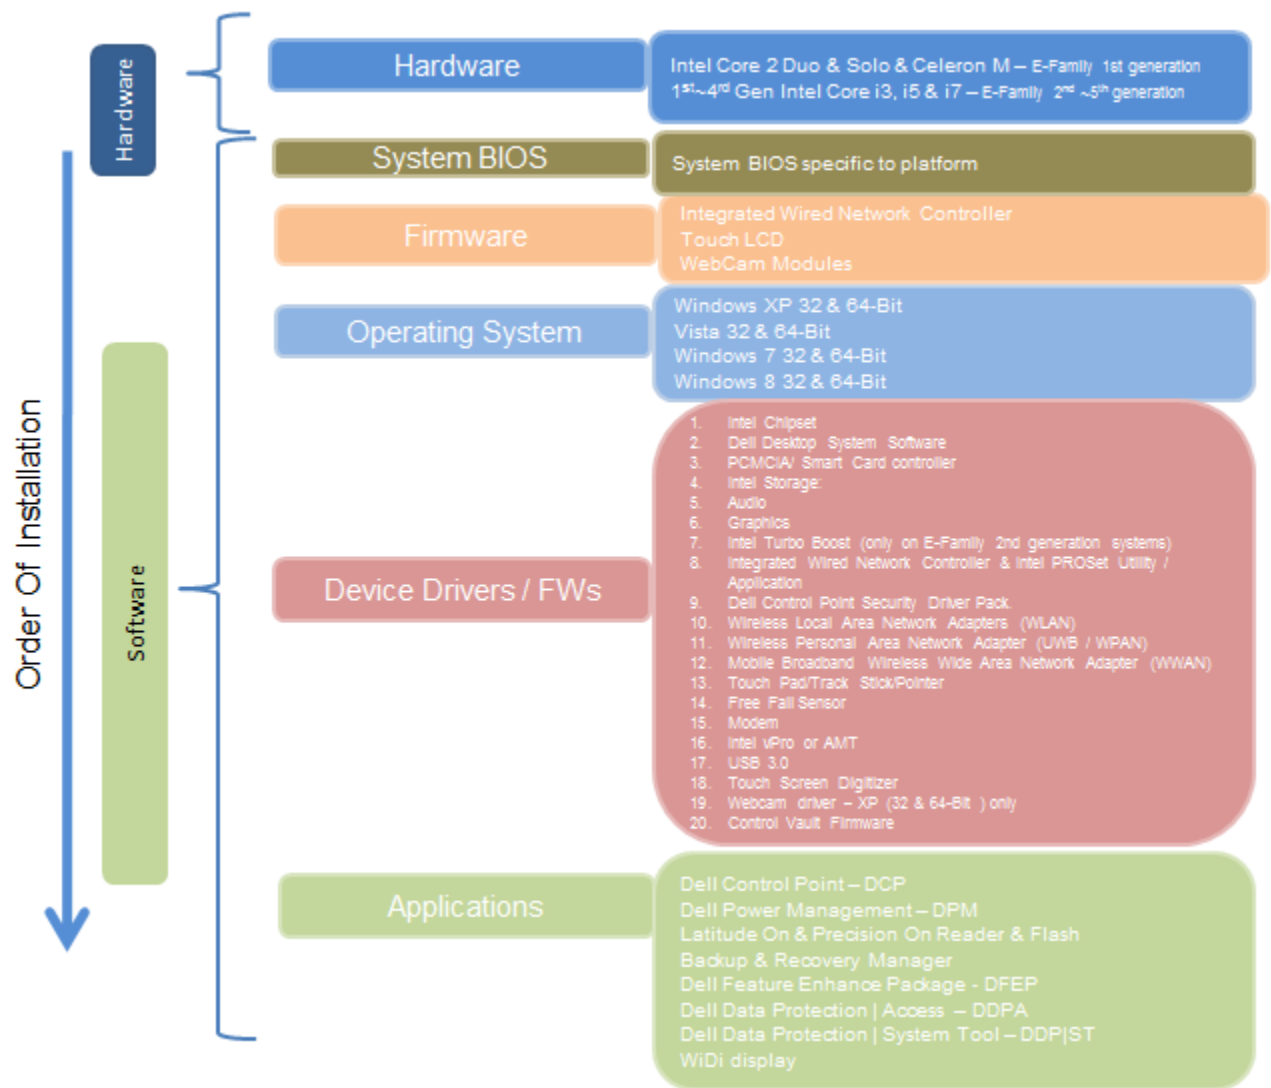 Hardware
Hardware
Intel Core 2 Duo & Solo & Celeron M – E-Family 1st generation
1st~4rd Gen Intel Core i3, i5 & i7 – E-Family 2nd ~5th generation
System BIOS
System BIOS specific to platform
Firmware
Integrated Wired Network Controller
Touch LCD
WebCam Modules
Operating System
Windows XP 32 & 64-Bit
Vista 32 & 64-Bit
Windows 7 32 & 64-Bit
Windows 8 32 & 64-Bit
Order Of Installation
Software
Device Drivers / FWs
1. Intel Chipset
2. Dell Desktop System Software
3. PCMCIA/ Smart Card controller
4. Intel Storage:
5. Audio
6. Graphics
7. Intel Turbo Boost (only on E-Family 2nd generation systems)
8. Integrated Wired Network Controller & Intel PROSet Utility /
Application
9. Dell Control Point Security Driver Pack.
10. Wireless Local Area Network Adapters (WLAN)
11. Wireless Personal Area Network Adapter (UWB / WPAN)
12. Mobile Broadband Wireless Wide Area Network Adapter (WWAN)
13. Touch Pad/Track Stick/Pointer
14. Free Fall Sensor
15. Modem
16. Intel vPro or AMT
17. USB 3.0
18. Touch Screen Digitizer
19. Webcam driver – XP (32 & 64-Bit ) only
20. Control Vault Firmware
Applications
Dell Control Point – DCP
Dell Power Management – DPM
Latitude On & Precision On Reader & Flash
Backup & Recovery Manager
Dell Feature Enhance Package - DFEP
Dell Data Protection | Access – DDPA
Dell Data Protection | System Tool – DDP|ST
WiDi display